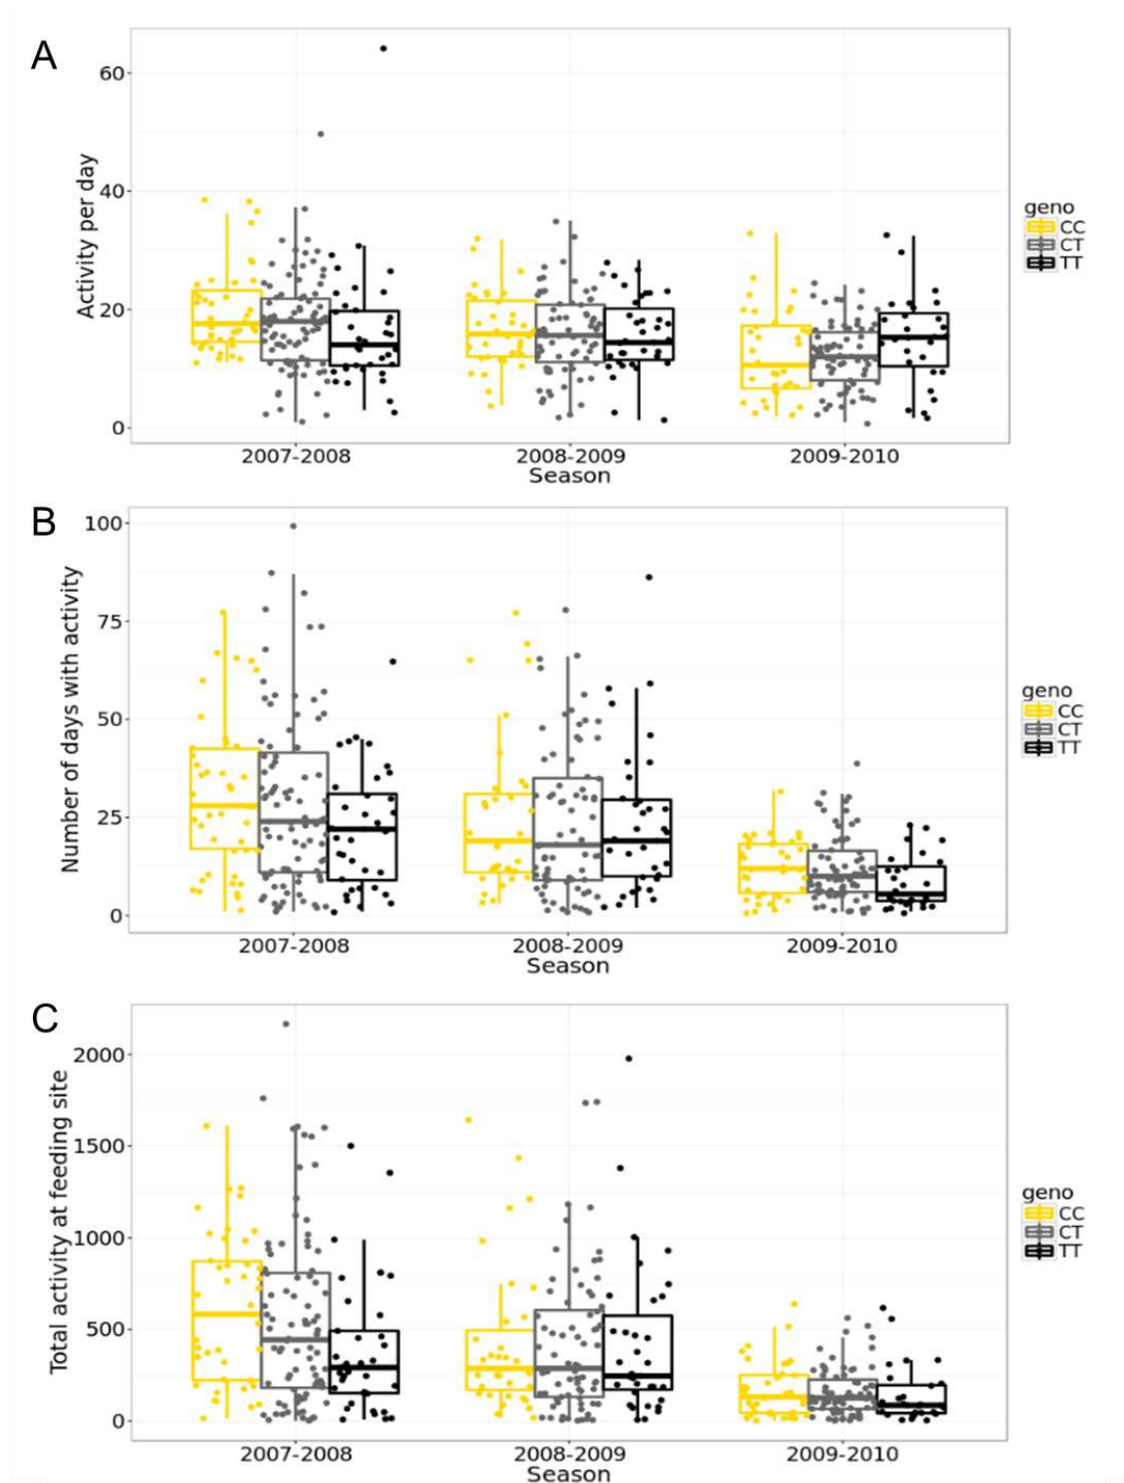 A
Activity per day
60
40
20
0
2007-2008
2008-2009
2009-2010
Season
geno
CC
CT
TT
B
Number of days with activity
100
75
50
25
0
2007-2008
2008-2009
2009-2010
Season
geno
CC
CT
TT
C
Total activity at feeding site
2000
1500
1000
500
0
2007-2008
2008-2009
2009-2010
Season
geno
CC
CT
TT